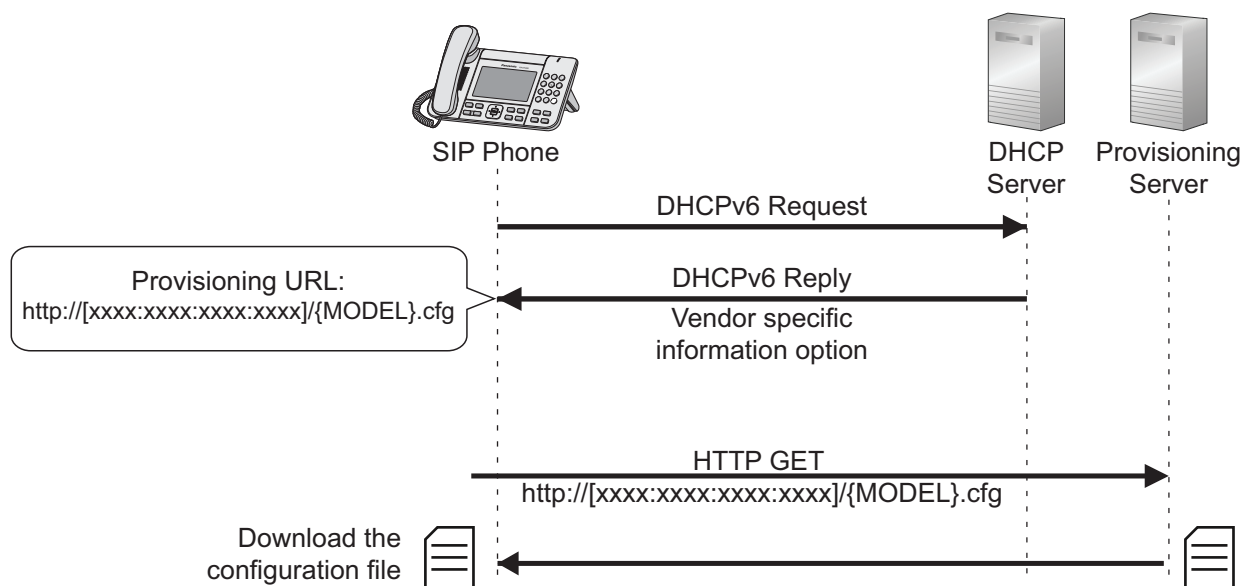 SIP Phone
DHCP
Server
Provisioning
Server
DHCPv6 Request
Provisioning URL:
http://[xxxx:xxxx:xxxx:xxxx]/{MODEL}.cfg
DHCPv6 Reply
Vendor specific
information option
HTTP GET
http://[xxxx:xxxx:xxxx:xxxx]/{MODEL}.cfg
Download the
configuration file